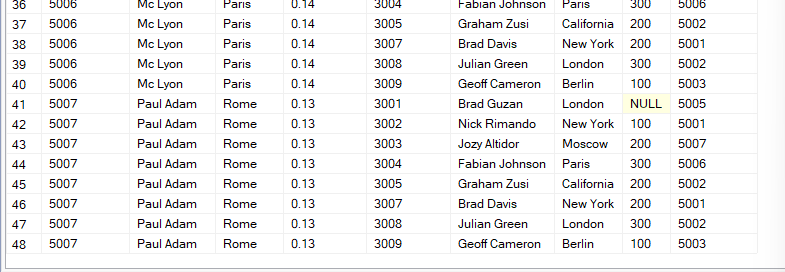 36 5006 Mc Lyon Paris 0.14 3004 Fabian Johnson Paris 300 5006
37 5006 Mc Lyon Paris 0.14 3005 Graham Zusi California 200 5002
38 5006 Mc Lyon Paris 0.14 3007 Brad Davis New York 200 5001
39 5006 Mc Lyon Paris 0.14 3008 Julian Green London 300 5002
40 5006 Mc Lyon Paris 0.14 3009 Geoff Cameron Berlin 100 5003
41 5007 Paul Adam Rome 0.13 3001 Brad Guzan London NULL 5005
42 5007 Paul Adam Rome 0.13 3002 Nick Rimando New York 100 5001
43 5007 Paul Adam Rome 0.13 3003 Jozy Altidor Moscow 200 5007
44 5007 Paul Adam Rome 0.13 3004 Fabian Johnson Paris 300 5006
45 5007 Paul Adam Rome 0.13 3005 Graham Zusi California 200 5002
46 5007 Paul Adam Rome 0.13 3007 Brad Davis New York 200 5001
47 5007 Paul Adam Rome 0.13 3008 Julian Green London 300 5002
48 5007 Paul Adam Rome 0.13 3009 Geoff Cameron Berlin 100 5003